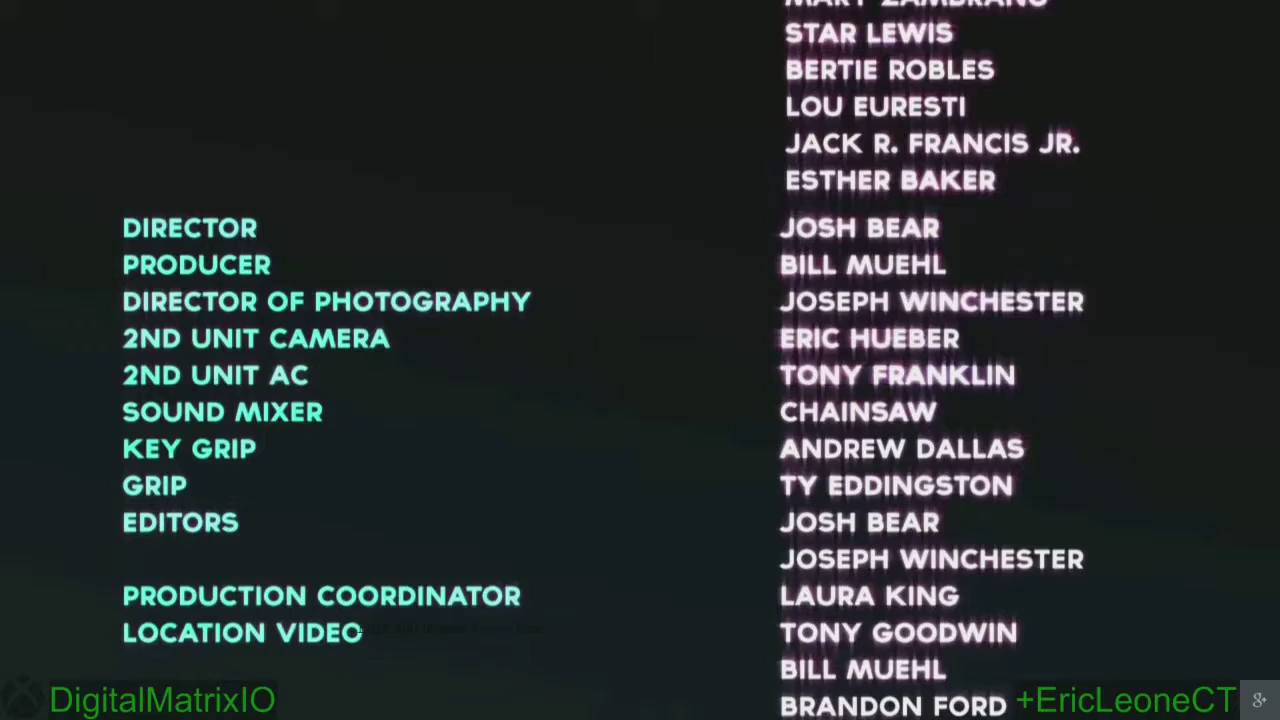 MARY ZAMBRANO
STAR LEWIS
BERTIE ROBLES
LOU EURESTI
JACK R. FRANCIS JR.
ESTHER BAKER
DIRECTOR JOSH BEAR
PRODUCER BILL MUEHL
DIRECTOR OF PHOTOGRAPHY JOSEPH WINCHESTER
2ND UNIT CAMERA ERIC HUEBER
2ND UNIT AC TONY FRANKLIN
SOUND MIXER CHAINSAW
KEY GRIP ANDREW DALLAS
GRIP TY EDDINGSTON
EDITORS JOSH BEAR
JOSEPH WINCHESTER
PRODUCTION COORDINATOR LAURA KING
LOCATION VIDEO TONY GOODWIN
BILL MUEHL
BRANDON FORD
DigitalMatrixIO +EricLeoneCT g+